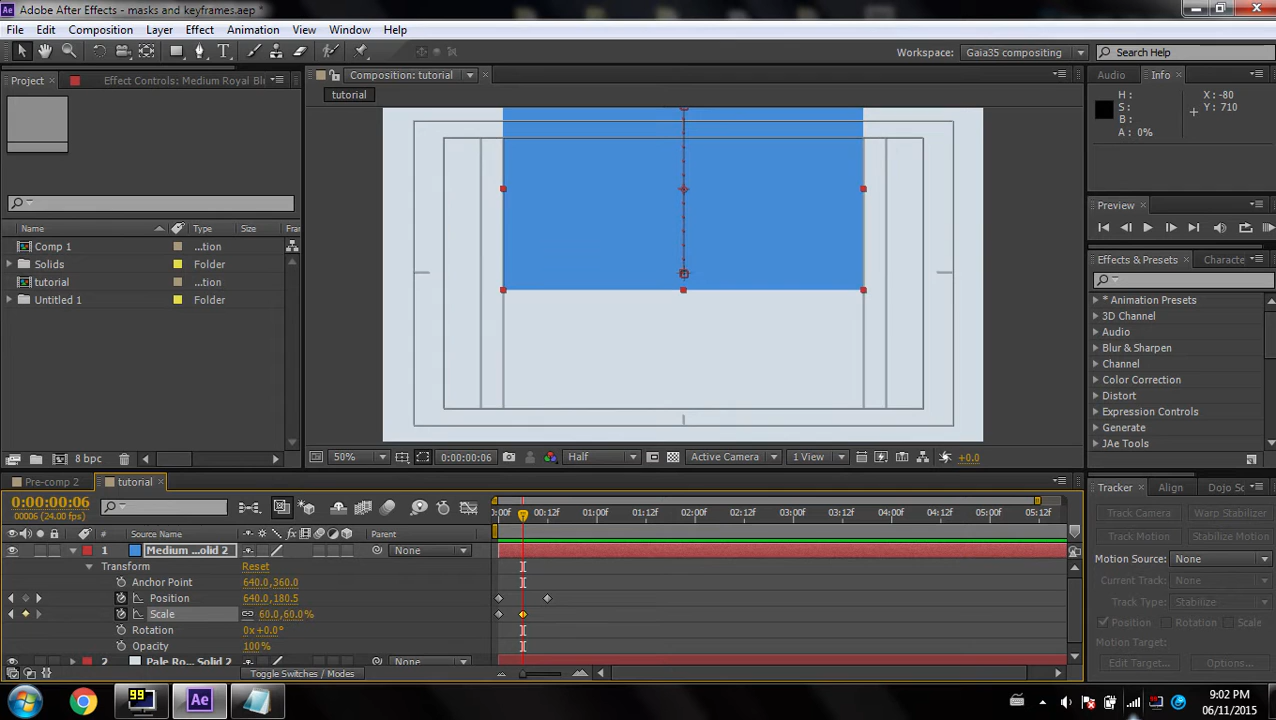 Adobe After Effects - masks and keyframes.aep *
File Edit Composition Layer Effect Animation View Window Help
Workspace: Gaia35 compositing Search Help
Project Effect Controls: Medium Royal Bl Composition: tutorial Audio Info
tutorial
H: X: -80
S: Y: 710
B:
A: 0%
Preview
Name Type Size Fran
Comp 1 ...tion
Solids Folder
tutorial ...tion
Untitled 1 Folder
Effects & Presets Characte
* Animation Presets
3D Channel
Audio
Blur & Sharpen
Channel
Color Correction
Distort
Expression Controls
Generate
JAe Tools
8 bpc 50% 0:00:00:06 Half Active Camera 1 View +0.0
Pre-comp 2 tutorial
0:00:00:06
00006 (24.00 fps)
0:00f 00:12f 01:00f 01:12f 02:00f 02:12f 03:00f 03:12f 04:00f 04:12f 05:00f 05:12f
# Source Name Parent
1 Medium ...olid 2 None
Transform Reset
Anchor Point 640.0,360.0
Position 640.0,180.5
Scale 60.0,60.0%
Rotation 0x+0.0°
Opacity 100%
2 Pale Ro...Solid 2 None
Toggle Switches / Modes
Tracker Align Dojo Sc
Track Camera Warp Stabilizer
Track Motion Stabilize Motion
Motion Source: None
Current Track: None
Track Type: Stabilize
Position Rotation Scale
Motion Target:
Edit Target... Options...
99
Ae
9:02 PM
06/11/2015